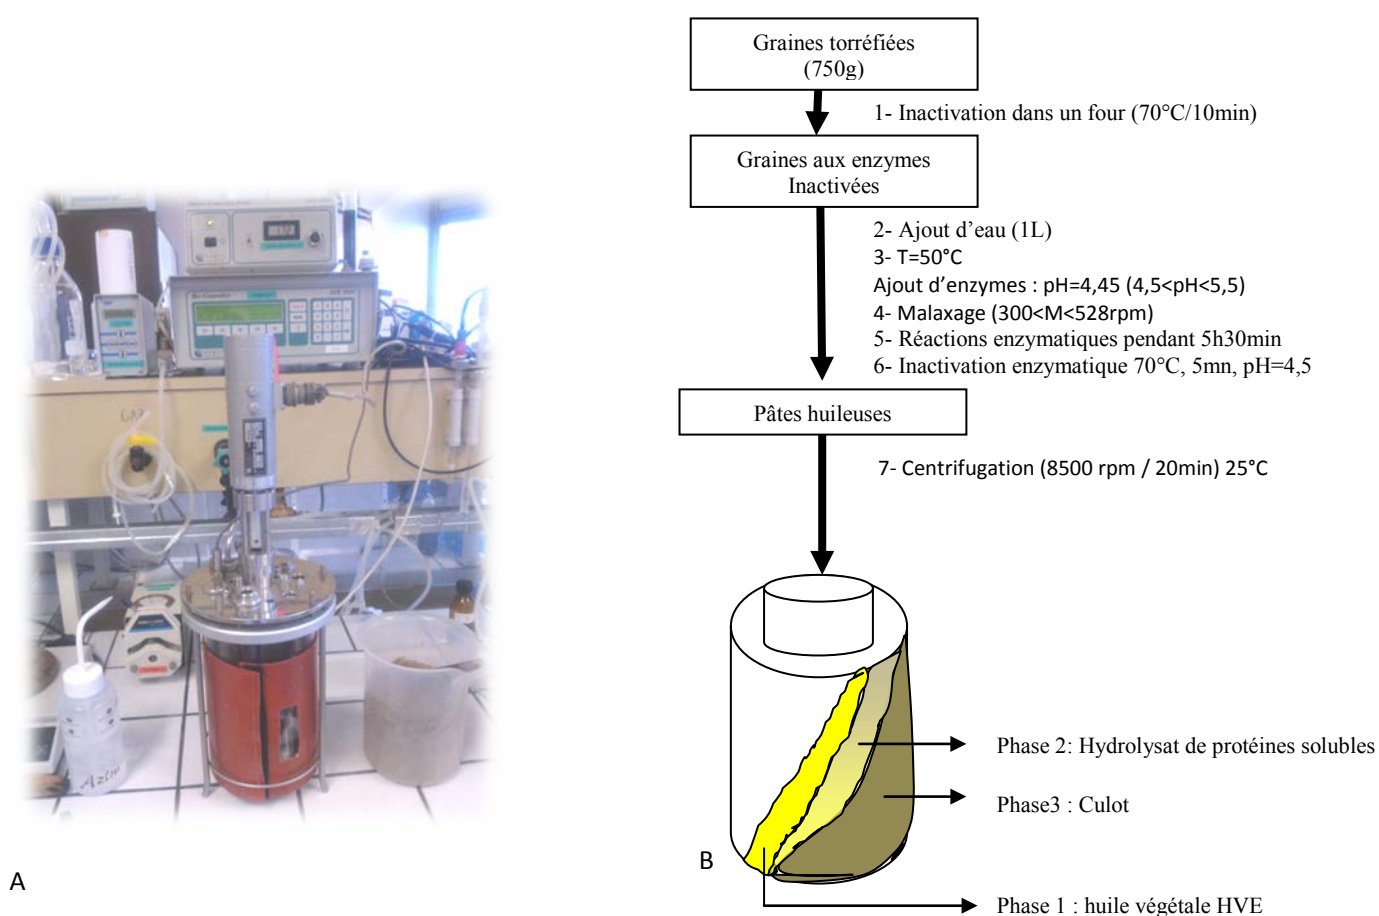 Graines torréfiées
(750g)
1- Inactivation dans un four (70°C/10min)
Graines aux enzymes
Inactivées
2- Ajout d’eau (1L)
3- T=50°C
Ajout d’enzymes : pH=4,45 (4,5<pH<5,5)
4- Malaxage (300<M<528rpm)
5- Réactions enzymatiques pendant 5h30min
6- Inactivation enzymatique 70°C, 5mn, pH=4,5
Pâtes huileuses
7- Centrifugation (8500 rpm / 20min) 25°C
Phase 2: Hydrolysat de protéines solubles
Phase3 : Culot
B
Phase 1 : huile végétale HVE
GAZ
A